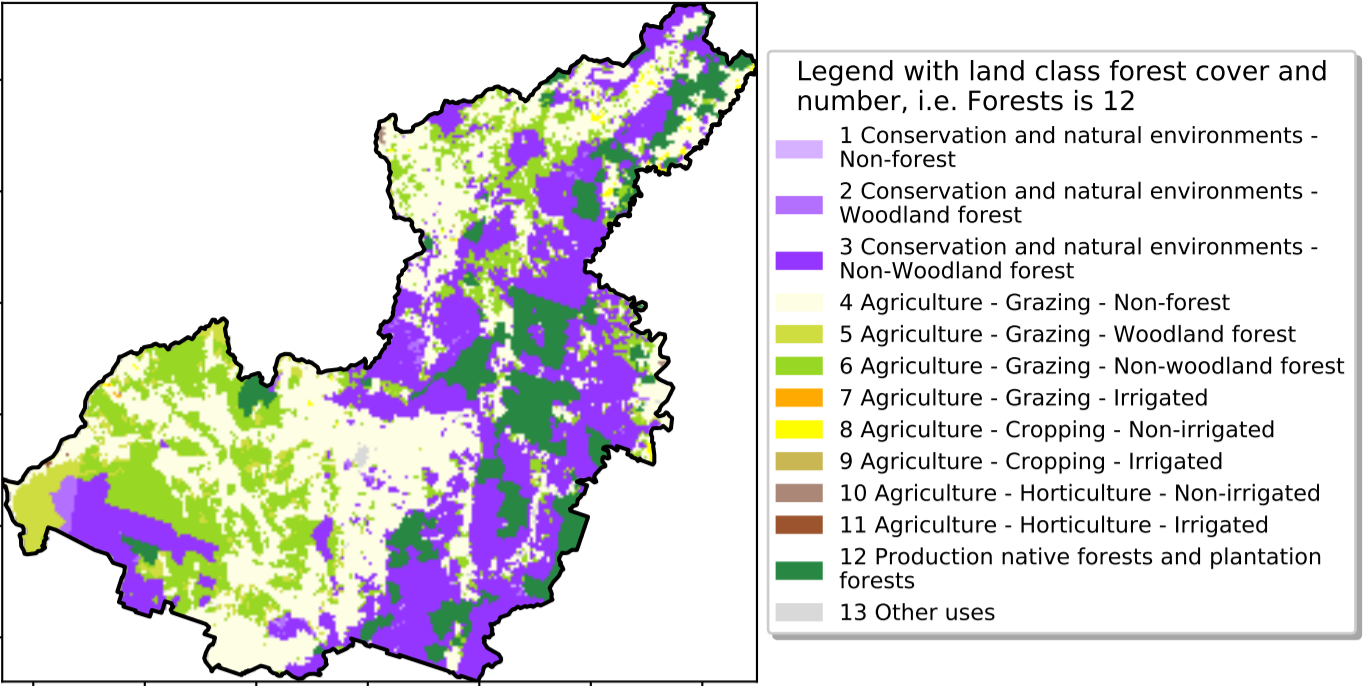 Legend with land class forest cover and
number, i.e. Forests is 12
1 Conservation and natural environments -
Non-forest
2 Conservation and natural environments -
Woodland forest
3 Conservation and natural environments -
Non-Woodland forest
4 Agriculture - Grazing - Non-forest
5 Agriculture - Grazing - Woodland forest
6 Agriculture - Grazing - Non-woodland forest
7 Agriculture - Grazing - Irrigated
8 Agriculture - Cropping - Non-irrigated
9 Agriculture - Cropping - Irrigated
10 Agriculture - Horticulture - Non-irrigated
11 Agriculture - Horticulture - Irrigated
12 Production native forests and plantation
forests
13 Other uses